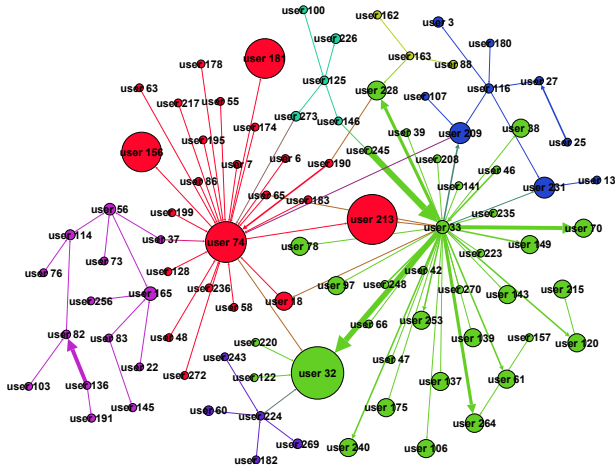 user 100
user 162
user 3
user 226
user 180
user 163
user 178
user 181
user 88
user 125
user 27
user 63
user 116
user 228
user 107
user 217
user 55
user 273
user 146
user 174
user 39
user 209
user 38
user 195
user 25
user 156
user 245
user 7
user 6
user 190
user 208
user 46
user 86
user 141
user 231
user 13
user 65
user 183
user 56
user 199
user 213
user 235
user 33
user 70
user 114
user 37
user 74
user 78
user 149
user 223
user 76
user 73
user 128
user 42
user 236
user 97
user 248
user 270
user 143
user 215
user 256
user 165
user 18
user 58
user 66
user 253
user 82
user 83
user 48
user 139
user 157
user 120
user 220
user 243
user 47
user 22
user 272
user 32
user 122
user 137
user 61
user 103
user 136
user 145
user 60
user 224
user 175
user 191
user 264
user 269
user 240
user 106
user 182